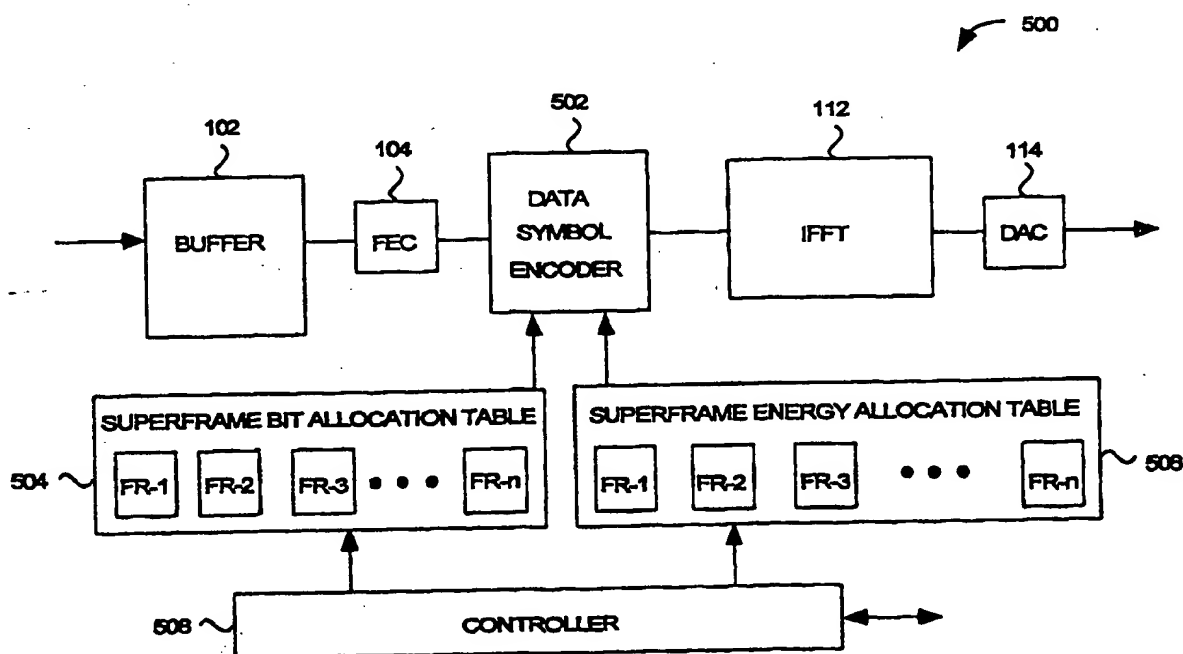 500
102
104
502
112
114
BUFFER
FEC
DATA
SYMBOL
ENCODER
IFFT
DAC
SUPERFRAME BIT ALLOCATION TABLE
SUPERFRAME ENERGY ALLOCATION TABLE
504
FR-1
FR-2
FR-3
FR-n
FR-1
FR-2
FR-3
FR-n
506
508
CONTROLLER